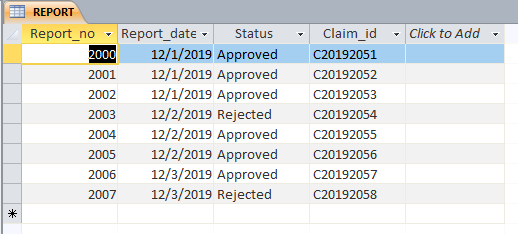 REPORT
Report_no Report_date Status Claim_id Click to Add
2000 12/1/2019 Approved C20192051
2001 12/1/2019 Approved C20192052
2002 12/1/2019 Approved C20192053
2003 12/2/2019 Rejected C20192054
2004 12/2/2019 Approved C20192055
2005 12/2/2019 Approved C20192056
2006 12/3/2019 Approved C20192057
2007 12/3/2019 Rejected C20192058